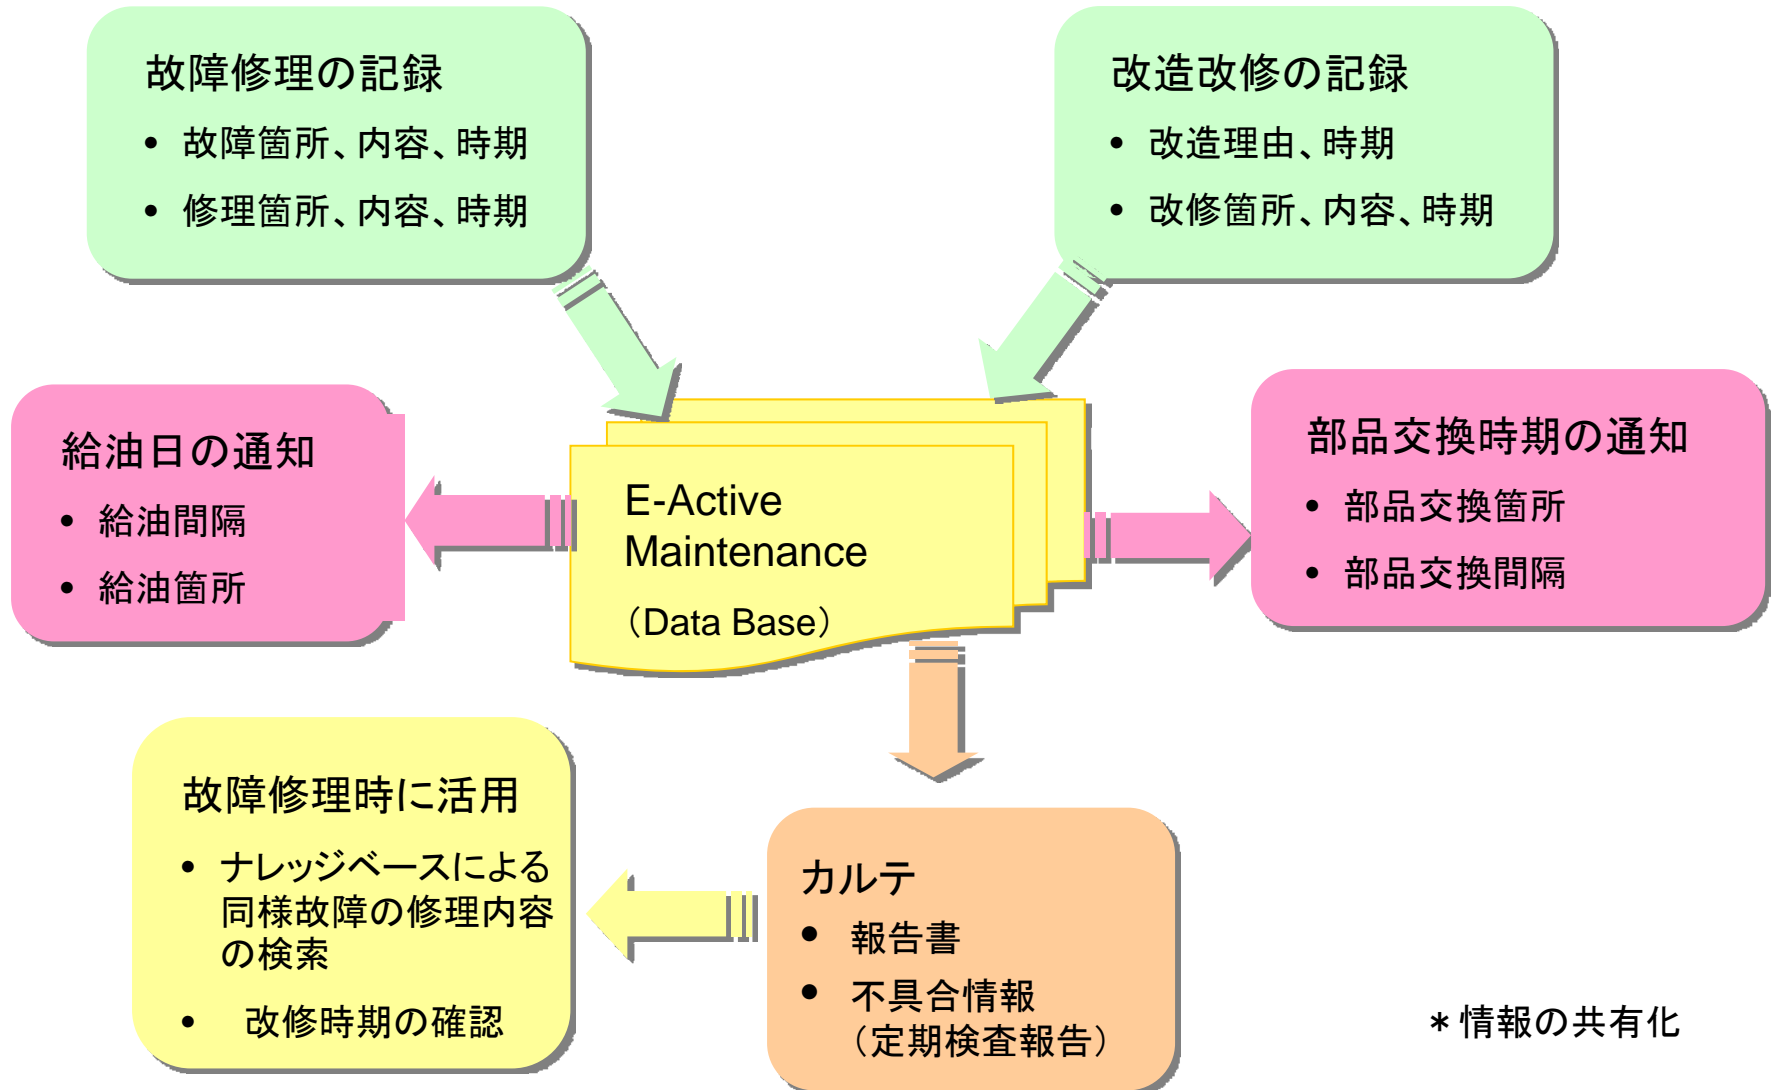 故障修理の記録
• 故障箇所、内容、時期
• 修理箇所、内容、時期
改造改修の記録
• 改造理由、時期
• 改修箇所、内容、時期
給油日の通知
• 給油間隔
• 給油箇所
E-Active
Maintenance
（Data Base）
部品交換時期の通知
• 部品交換箇所
• 部品交換間隔
故障修理時に活用
• ナレッジベースによる
同様故障の修理内容
の検索
• 改修時期の確認
カルテ
• 報告書
• 不具合情報
（定期検査報告）
＊情報の共有化